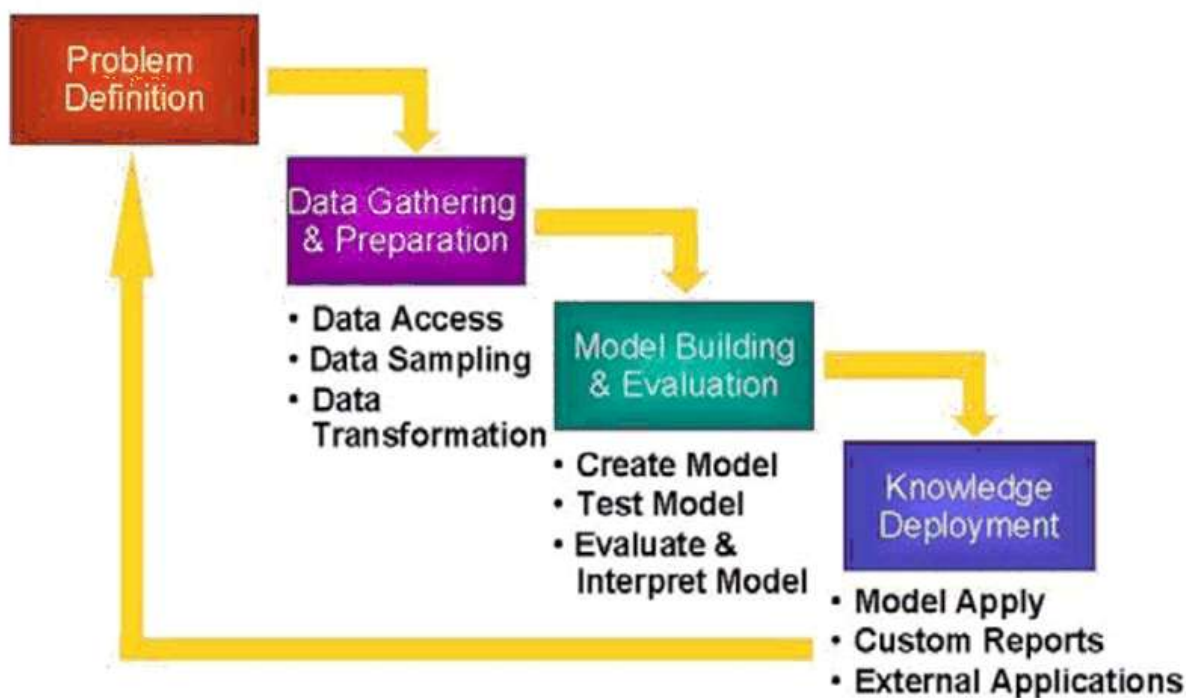 Problem
Definition
Data Gathering
& Preparation
• Data Access
• Data Sampling
• Data
Transformation
Model Building
& Evaluation
• Create Model
• Test Model
• Evaluate &
Interpret Model
Knowledge
Deployment
• Model Apply
• Custom Reports
• External Applications